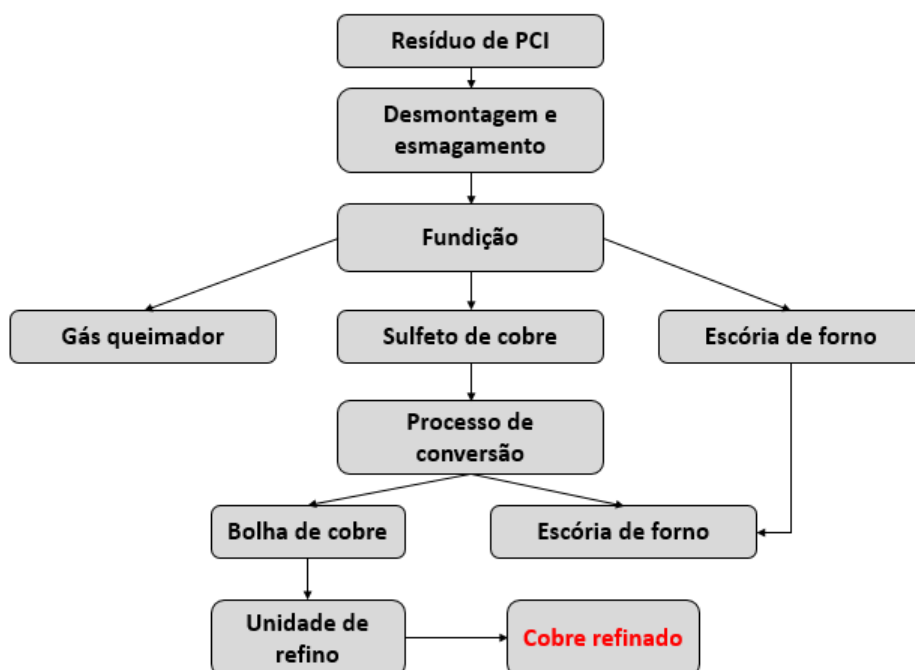 Resíduo de PCI
Desmontagem e
esmagamento
Fundição
Gás queimador
Sulfeto de cobre
Escória de forno
Processo de
conversão
Bolha de cobre
Escória de forno
Unidade de
refino
Cobre refinado